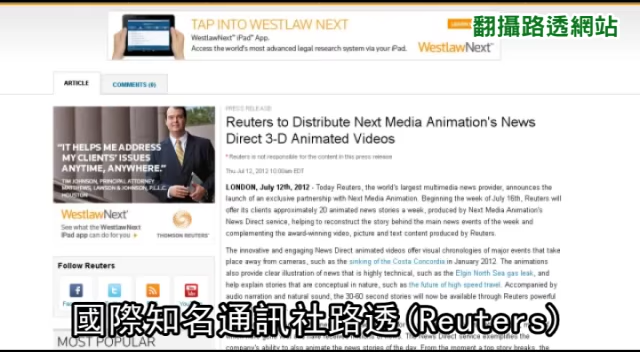 TAP INTO WESTLAW NEXT
WestlawNext™ iPad® App.
Access the world's most advanced legal research system via your iPad.
WestlawNext
翻攝路透網站
ARTICLE
COMMENTS (6)
"IT HELPS ME ADDRESS
MY CLIENTS' ISSUES
ANYTIME, ANYWHERE."
TIM JOHNSON, PRINCIPAL ATTORNEY
MATTHEWS, LAWSON & JOHNSON, P.L.L.C.
HOUSTON
WestlawNext
See what the WestlawNext
iPad app can do for you
THOMSON REUTERS
Follow Reuters
Facebook
MOST POPULAR
PRESS RELEASE
Reuters to Distribute Next Media Animation's News
Direct 3-D Animated Videos
* Reuters is not responsible for the content in this press release
Thu Jul 12, 2012 10:00am EDT
LONDON, July 12th, 2012 - Today Reuters, the world's largest multimedia news provider, announces the
launch of an exclusive partnership with Next Media Animation. Beginning the week of July 16th, Reuters will
offer its clients approximately 20 animated news stories a week, produced by Next Media Animation's
News Direct service, helping to reconstruct the story behind the main news events of the week and
complementing the award-winning video, picture and text content produced by Reuters.
The innovative and engaging News Direct animated videos offer visual chronologies of major events that take
place away from cameras, such as the sinking of the Costa Concordia in January 2012. The animations
also provide clear illustration of news that is highly technical, such as the Elgin North Sea gas leak, and
help explain stories that are conceptual in nature, such as the future of high speed travel. Accompanied by
audio narration and natural sound, the 30-60 second stories will now be available through Reuters powerful
國際知名通訊社路透(Reuters)